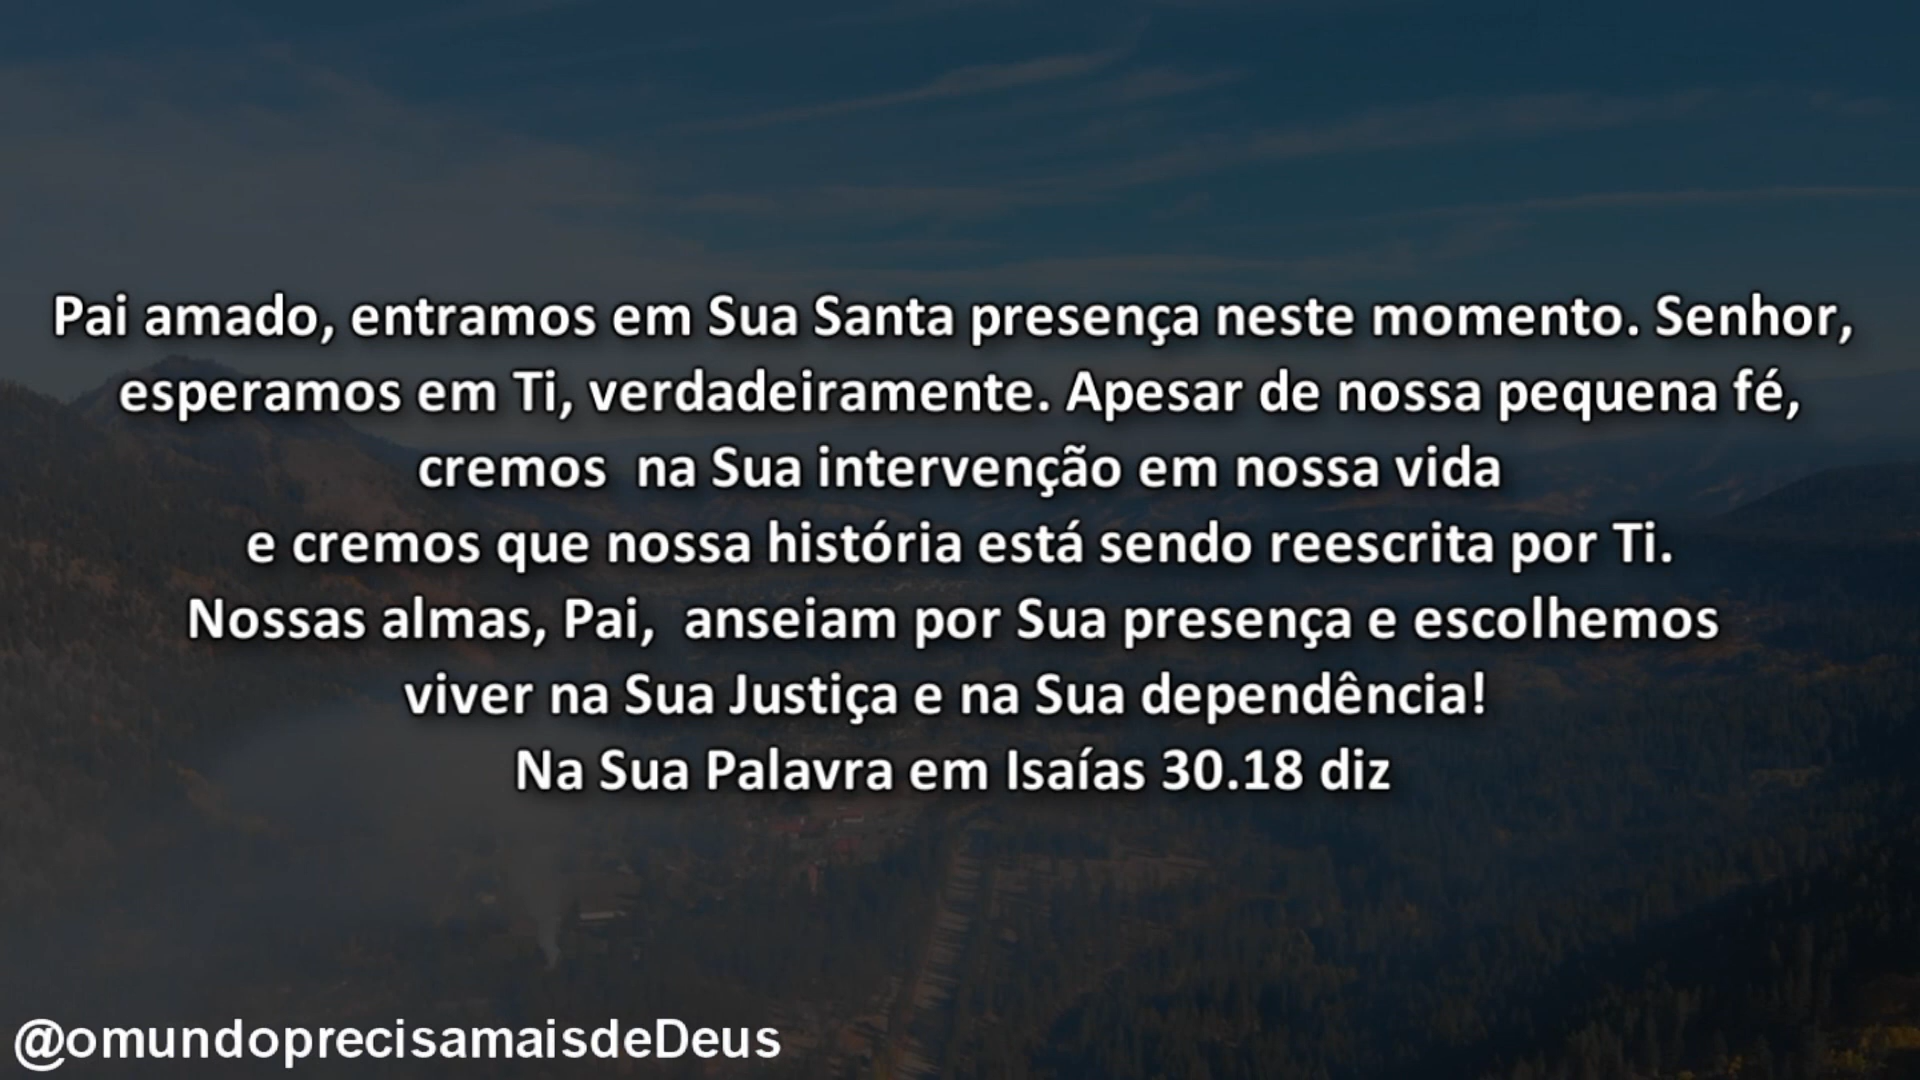 Pai amado, entramos em Sua Santa presença neste momento. Senhor,
esperamos em Ti, verdadeiramente. Apesar de nossa pequena fé,
cremos  na Sua intervenção em nossa vida
e cremos que nossa história está sendo reescrita por Ti.
Nossas almas, Pai,  anseiam por Sua presença e escolhemos
viver na Sua Justiça e na Sua dependência!
Na Sua Palavra em Isaías 30.18 diz
@omundoprecisamaisdeDeus